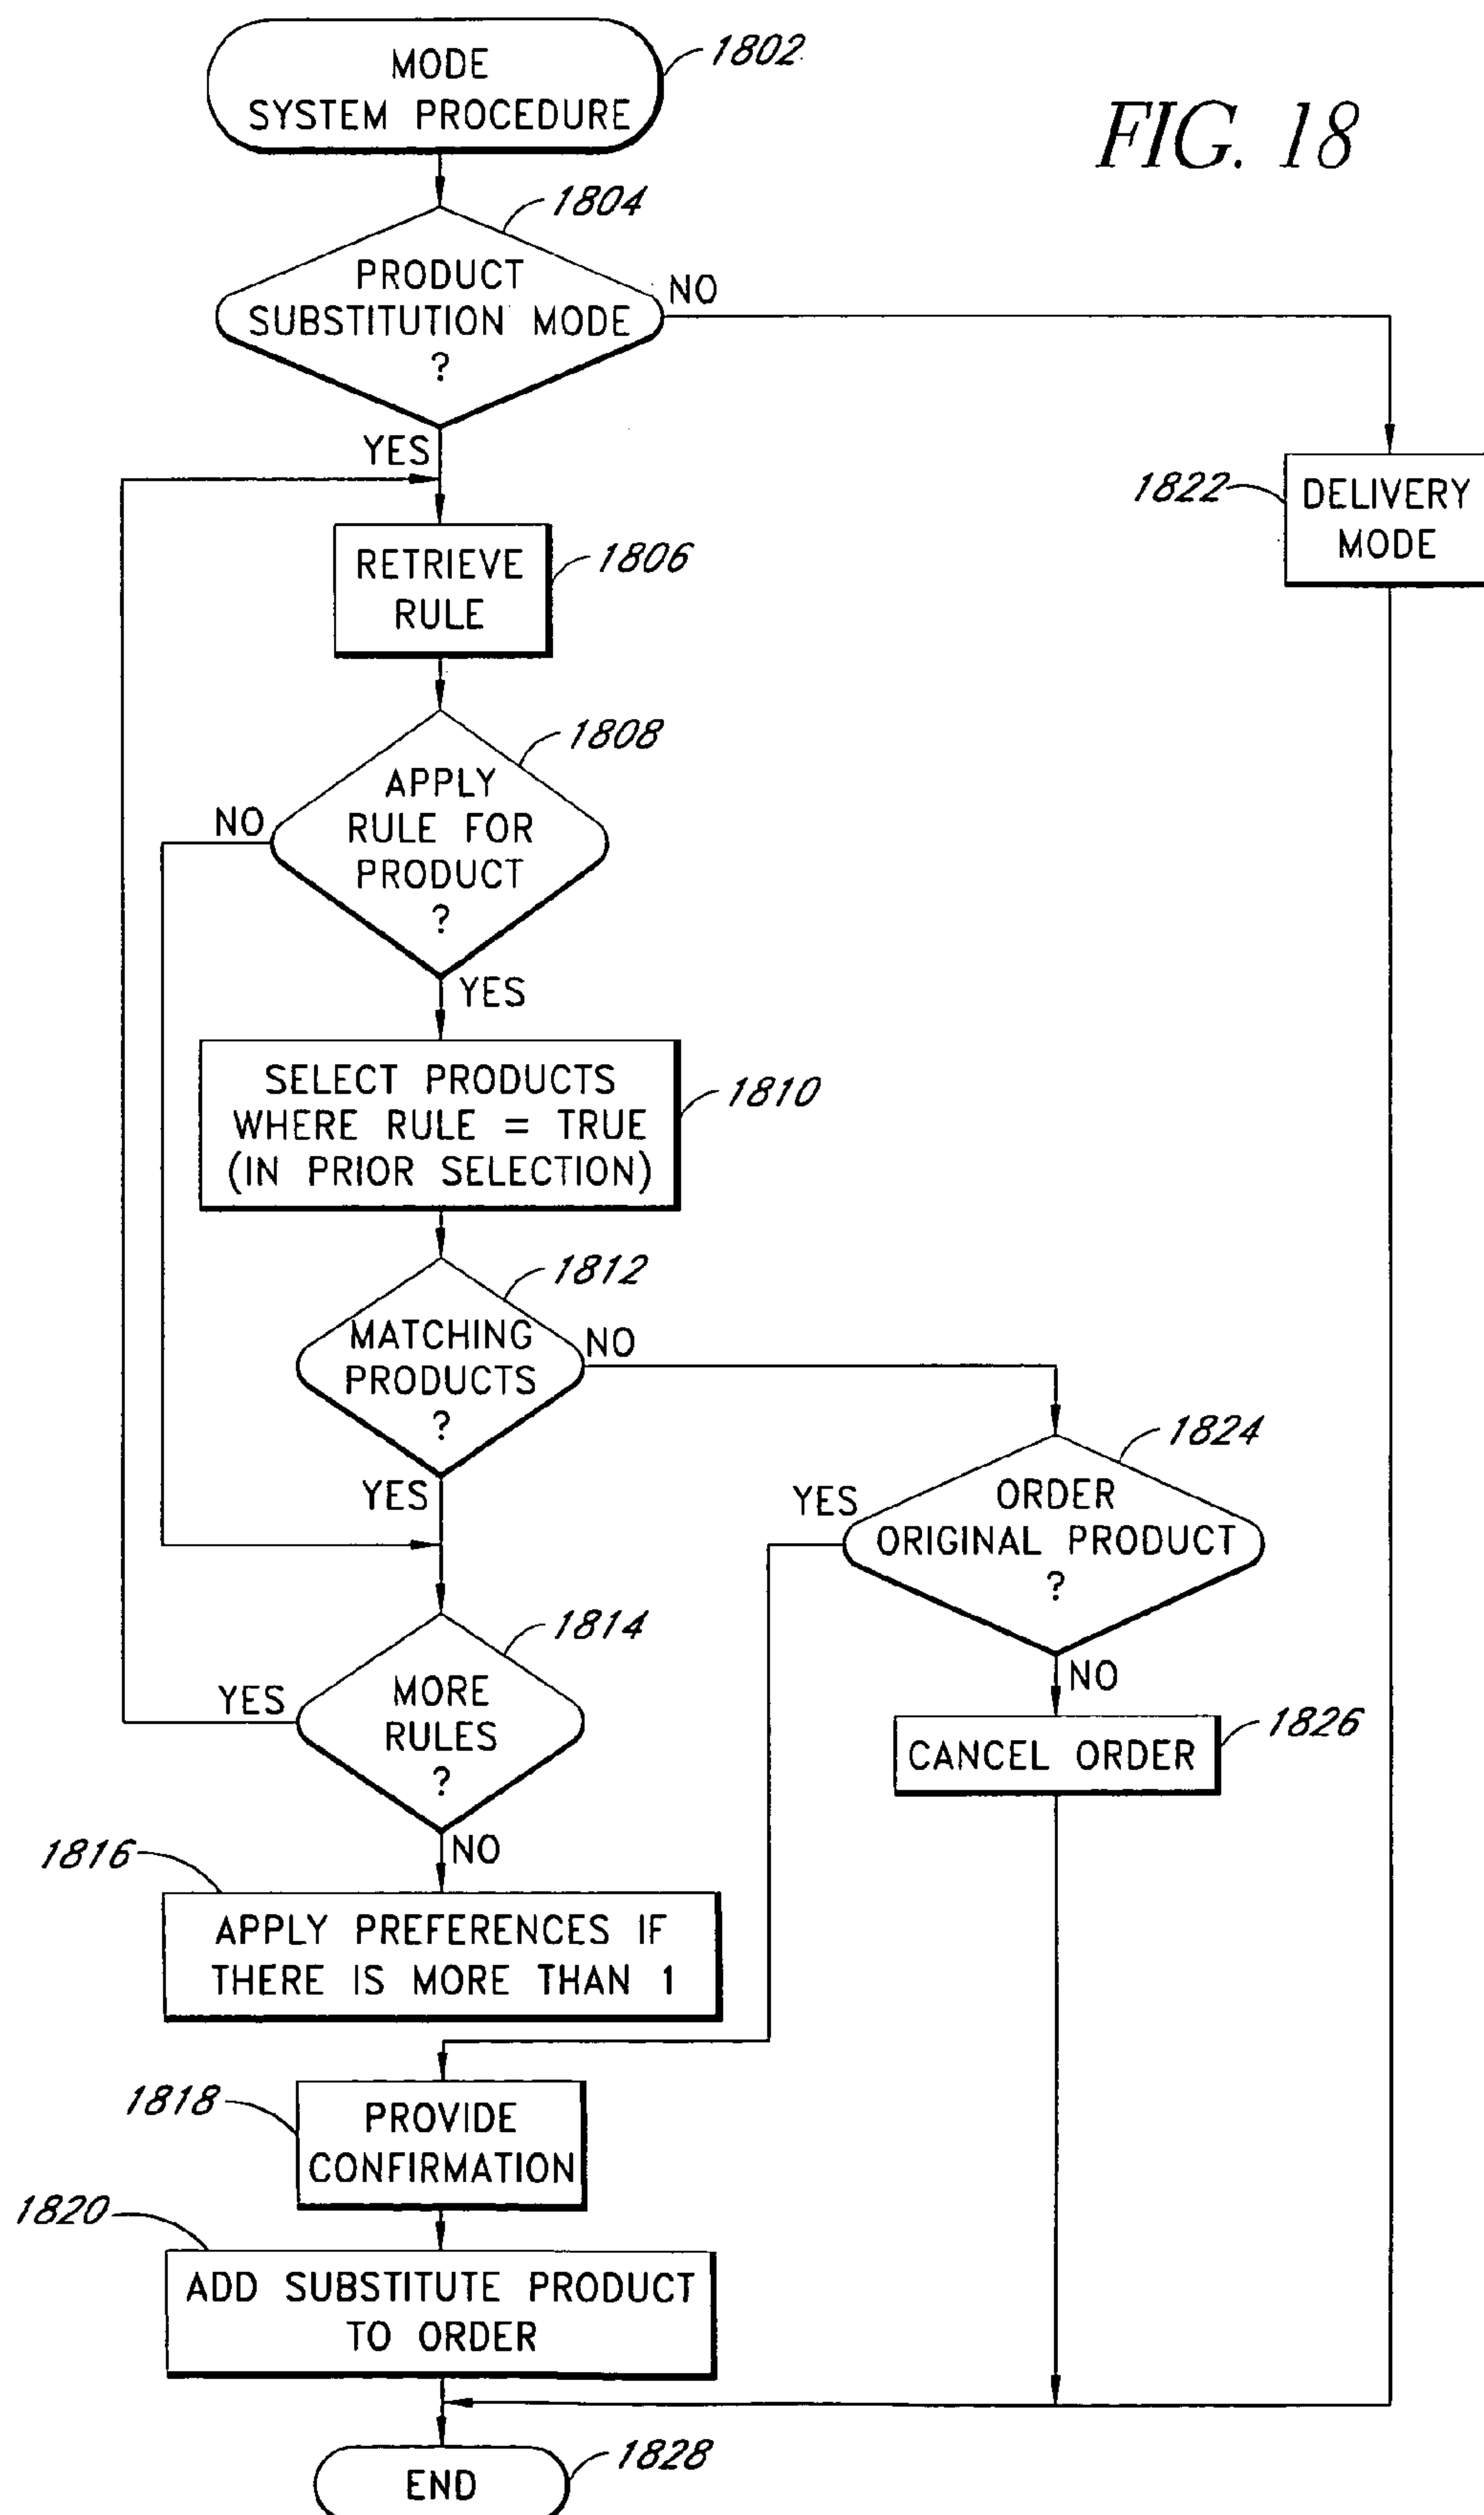 MODE
SYSTEM PROCEDURE
1802
FIG. 18
1804
PRODUCT
SUBSTITUTION MODE
?
NO
YES
1822
DELIVERY
MODE
RETRIEVE
RULE
1806
1808
APPLY
RULE FOR
PRODUCT
?
NO
YES
SELECT PRODUCTS
WHERE RULE = TRUE
(IN PRIOR SELECTION)
1810
1812
MATCHING
PRODUCTS
?
NO
YES
1824
ORDER
ORIGINAL PRODUCT
?
YES
NO
1814
MORE
RULES
?
YES
NO
CANCEL ORDER
1826
1816
APPLY PREFERENCES IF
THERE IS MORE THAN 1
1818
PROVIDE
CONFIRMATION
1820
ADD SUBSTITUTE PRODUCT
TO ORDER
END
1828